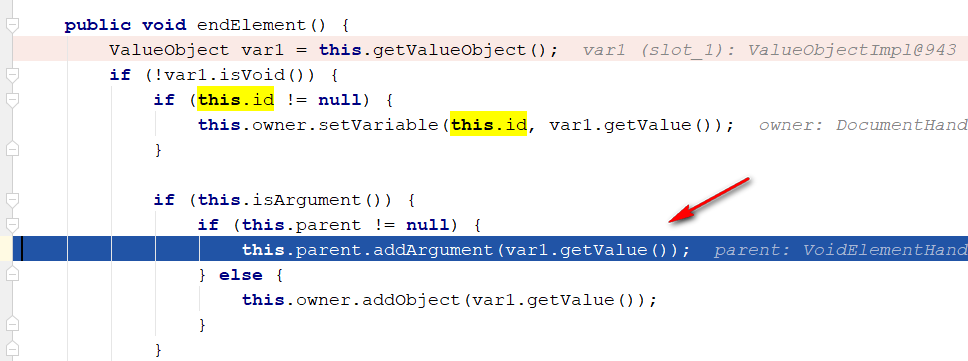 public void endElement() {
ValueObject var1 = this.getValueObject(); var1 (slot_1): ValueObjectImpl@943
if (!var1.isVoid()) {
if (this.id != null) {
this.owner.setVariable(this.id, var1.getValue()); owner: DocumentHand
}
if (this.isArgument()) {
if (this.parent != null) {
this.parent.addArgument(var1.getValue()); parent: VoidElementHand
} else {
this.owner.addObject(var1.getValue());
}
}